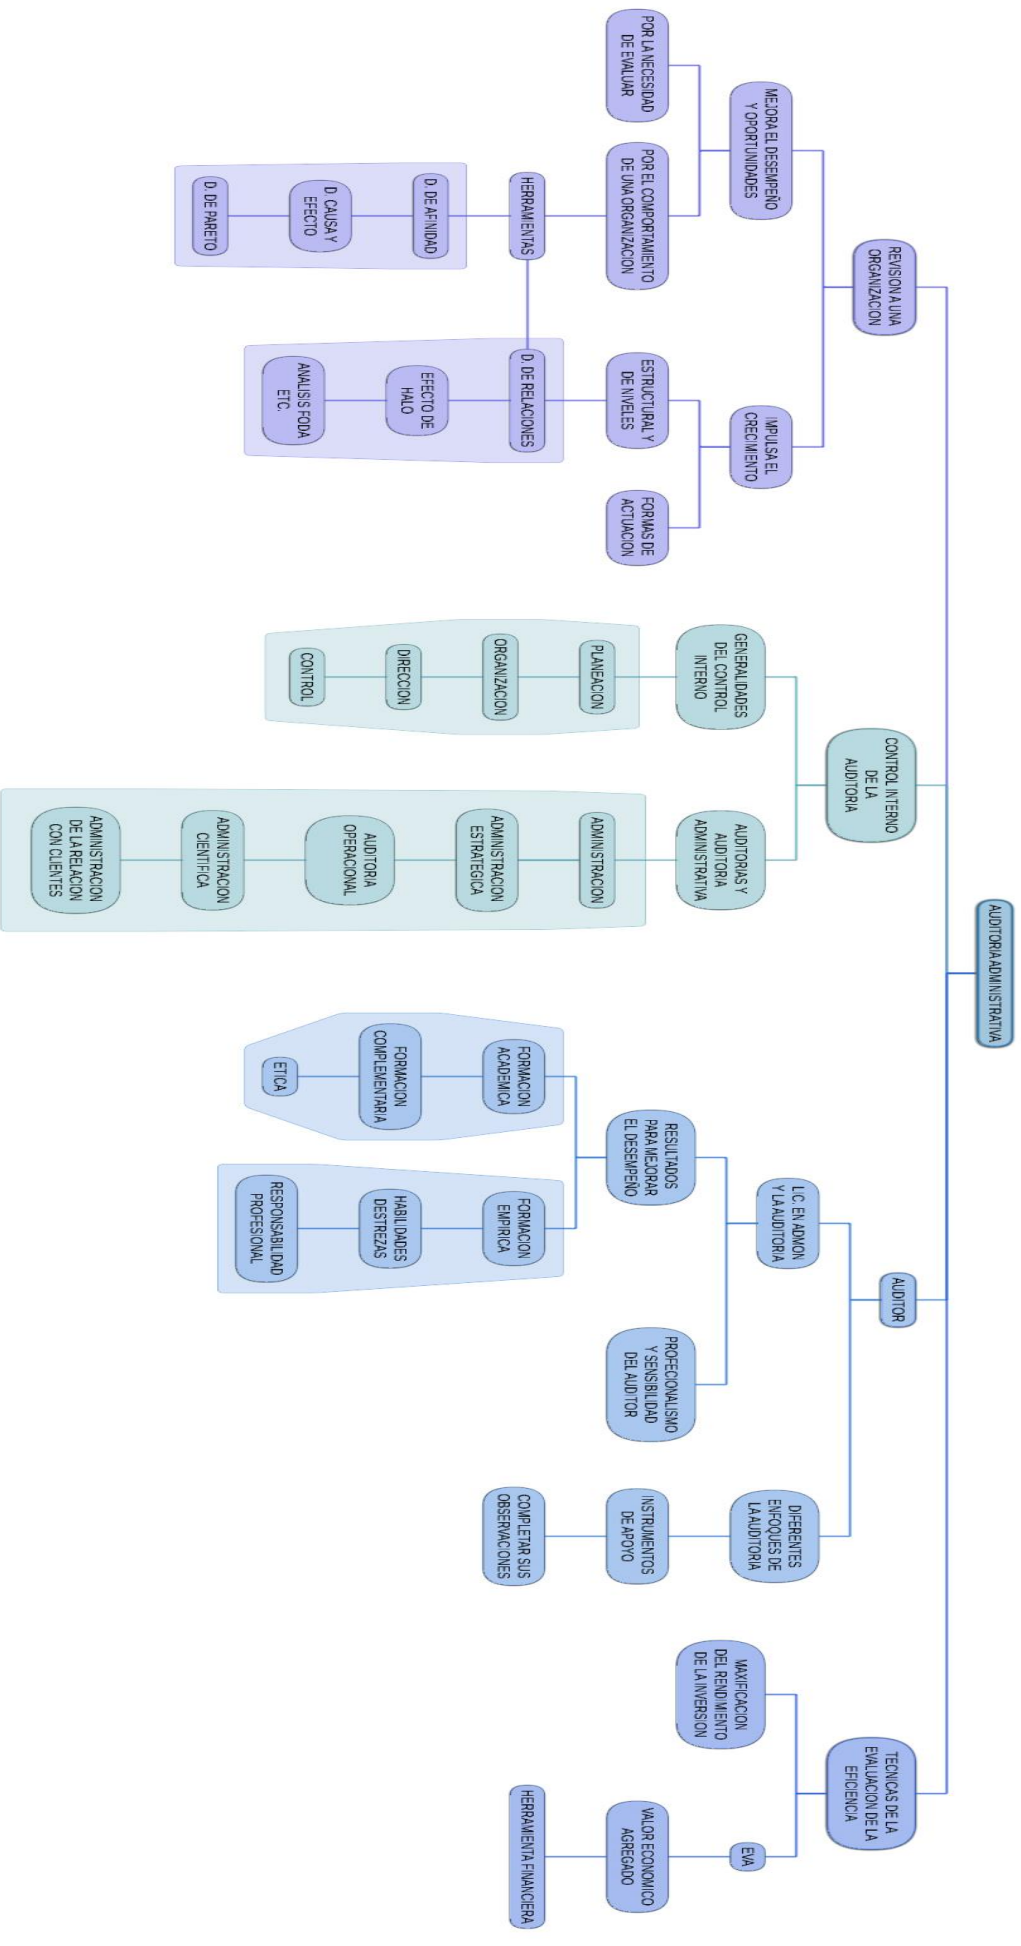 AUDITORIA ADMINISTRATIVA
REVISION A UNA
ORGANIZACION
MEJORA EL DESEMPEÑO
Y OPORTUNIDADES
POR LA NECESIDAD
DE EVALUAR
POR EL COMPORTAMIENTO
DE UNA ORGANIZACION
HERRAMIENTAS
D. DE AFINIDAD
D. CAUSA Y
EFECTO
D. DE PARETO
IMPULSA EL
CRECIMIENTO
ESTRUCTURAL Y
DE NIVELES
D. DE RELACIONES
EFECTO DE
HALO
ANALISIS FODA
ETC.
FORMAS DE
ACTUACION
CONTROL INTERNO
DE LA
AUDITORIA
GENERALIDADES
DEL CONTROL
INTERNO
PLANEACION
ORGANIZACION
DIRECCION
CONTROL
AUDITORIAS Y
AUDITORIA
ADMINISTRATIVA
ADMINISTRACION
ADMINISTRACION
ESTRATEGICA
AUDITORIA
OPERACIONAL
ADMINISTRACION
CIENTIFICA
ADMINISTRACION
DE LA RELACION
CON CLIENTES
AUDITOR
LIC. EN ADMON
Y LA AUDITORIA
RESULTADOS
PARA MEJORAR
EL DESEMPEÑO
FORMACION
ACADEMICA
FORMACION
COMPLEMENTARIA
ETICA
FORMACION
EMPIRICA
HABILIDADES
DESTREZAS
RESPONSABILIDAD
PROFESIONAL
PROFECIONALISMO
Y SENSIBILIDAD
DEL AUDITOR
DIFERENTES
ENFOQUES DE
LA AUDITORIA
INSTRUMENTOS
DE APOYO
COMPLETAR SUS
OBSERVACIONES
TECNICAS DE LA
EVALUACION DE LA
EFICIENCIA
MAXIFICACION
DEL RENDIMIENTO
DE LA INVERSION
EVA
VALOR ECONOMICO
AGREGADO
HERRAMIENTA FINANCIERA